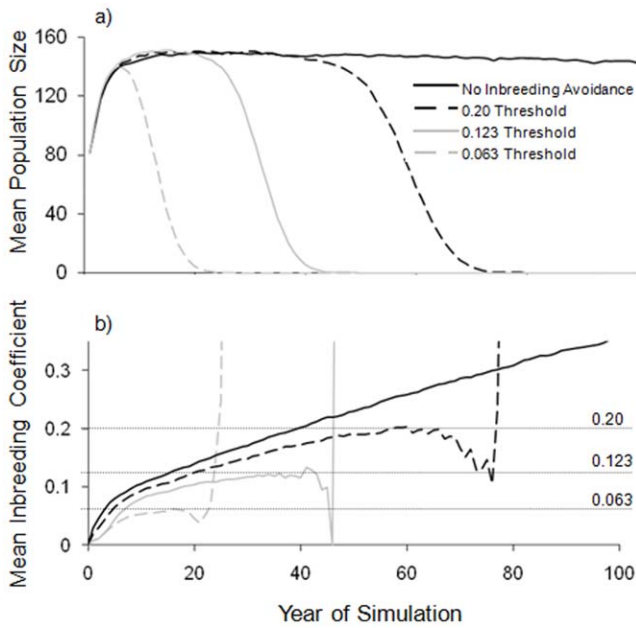 a)
Mean Population Size
160
120
80
40
0
No Inbreeding Avoidance
0.20 Threshold
0.123 Threshold
0.063 Threshold
b)
Mean Inbreeding Coefficient
0.3
0.2
0.1
0
0.20
0.123
0.063
0 20 40 60 80 100
Year of Simulation